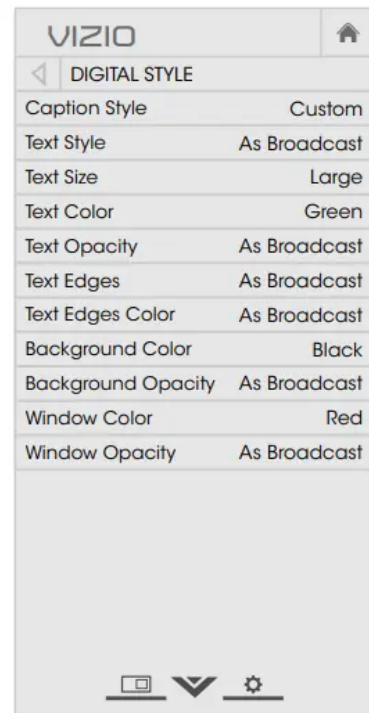 VIZIO
DIGITAL STYLE
Caption Style Custom
Text Style As Broadcast
Text Size Large
Text Color Green
Text Opacity As Broadcast
Text Edges As Broadcast
Text Edges Color As Broadcast
Background Color Black
Background Opacity As Broadcast
Window Color Red
Window Opacity As Broadcast